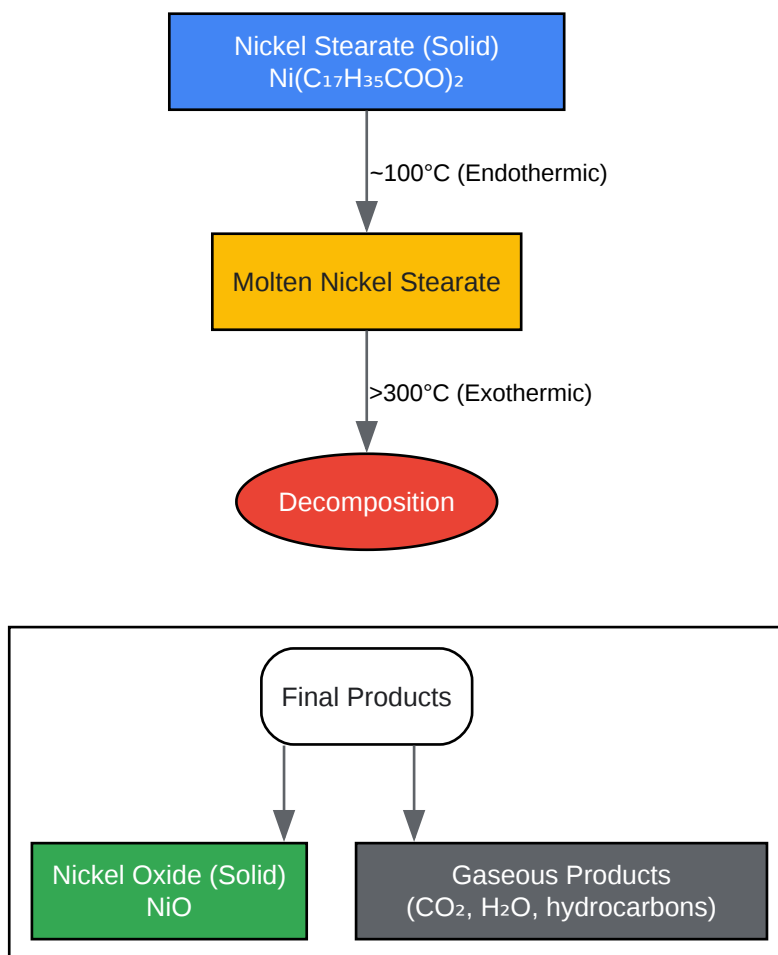 Nickel Stearate (Solid)
Ni(C₁₇H₃₅COO)₂
~100°C (Endothermic)
Molten Nickel Stearate
>300°C (Exothermic)
Decomposition
Final Products
Nickel Oxide (Solid)
NiO
Gaseous Products
(CO₂, H₂O, hydrocarbons)